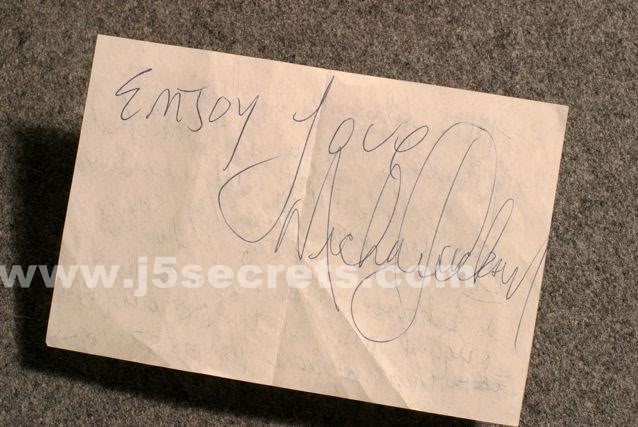 Enjoy Love
Michael Jackson
www.j5secrets.com